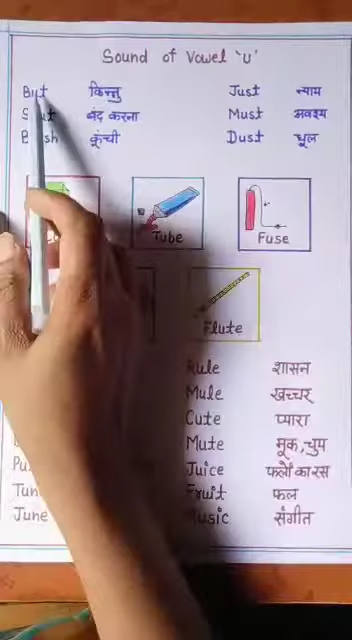 Sound of Vowel 'U'
But किन्तु Just न्याय
बंद करना Must अवश्य
कूंची Dust धूल
Tube Fuse
Flute
Rule शासन
Mule खच्चर
Cute प्यारा
Mute मूक, चुप
Juice फलों का रस
Tun Fruit फल
June Music संगीत